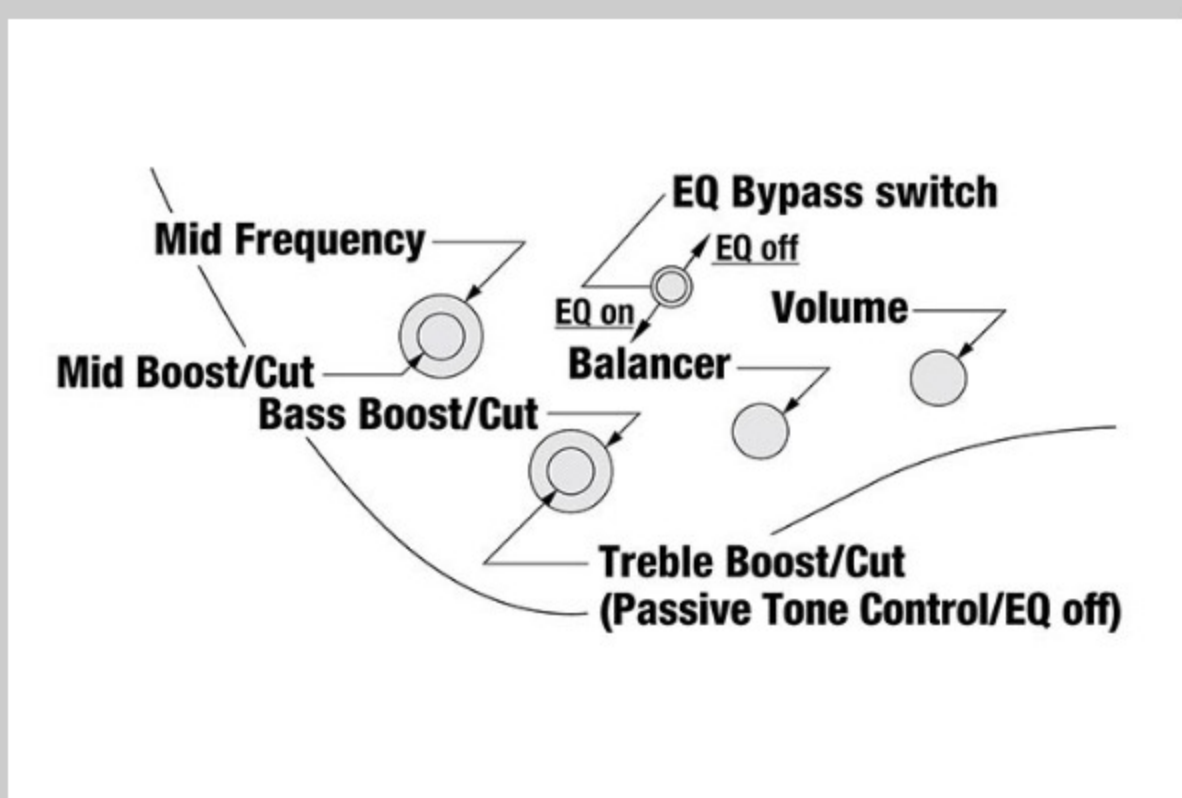 EQ Bypass switch
Mid Frequency
EQ off
EQ on
Volume
Balancer
Mid Boost/Cut
Bass Boost/Cut
Treble Boost/Cut
(Passive Tone Control/EQ off)